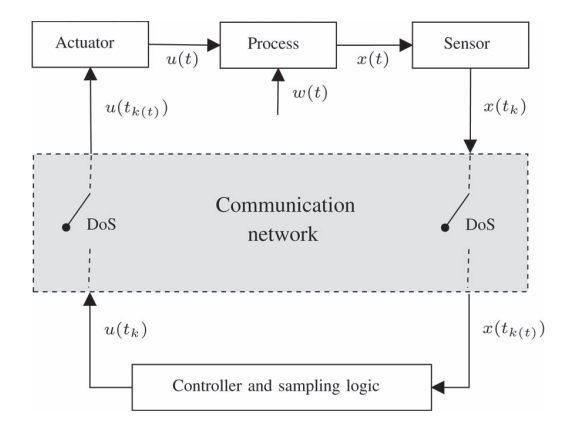 Actuator
Process
Sensor
u(t)
x(t)
w(t)
u(t_{k(t)})
x(t_k)
Communication
network
DoS
DoS
u(t_k)
x(t_{k(t)})
Controller and sampling logic